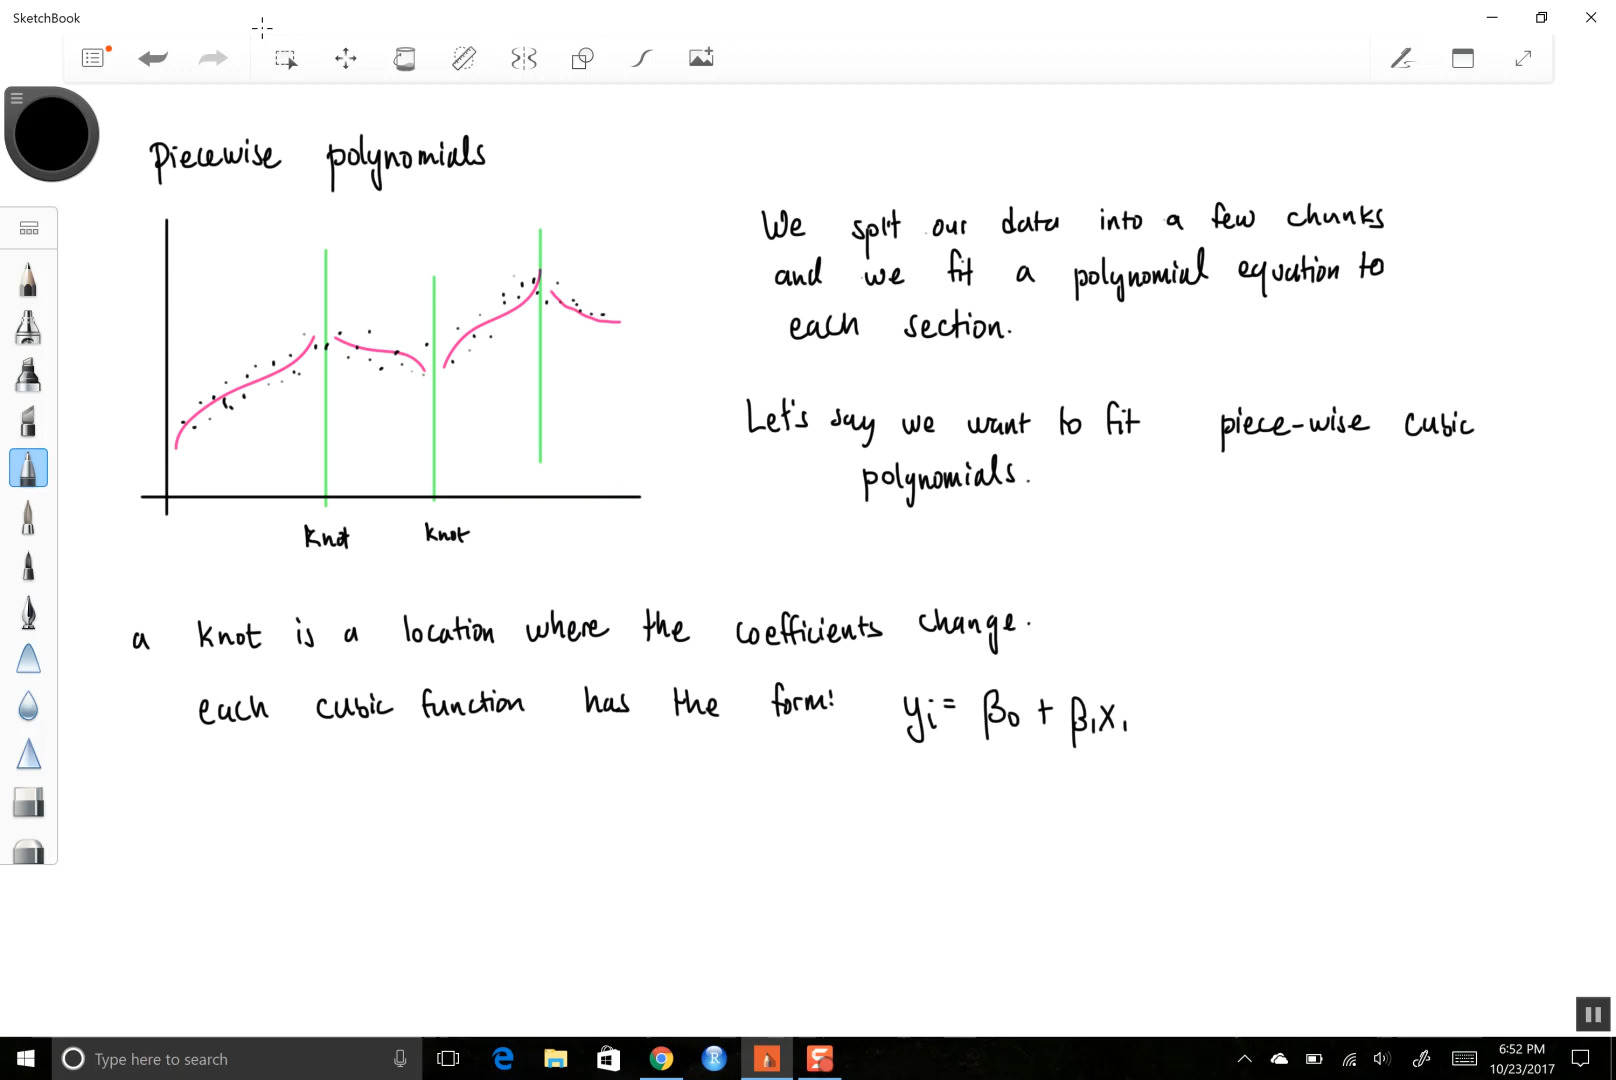 SketchBook
Piecewise polynomials
We split our data into a few chunks
and we fit a polynomial equation to
each section.
Let's say we want to fit piece-wise cubic
polynomials.
Knot knot
a knot is a location where the coefficients change.
each cubic function has the form: yi = β0 + β1x1
Type here to search
6:52 PM
10/23/2017